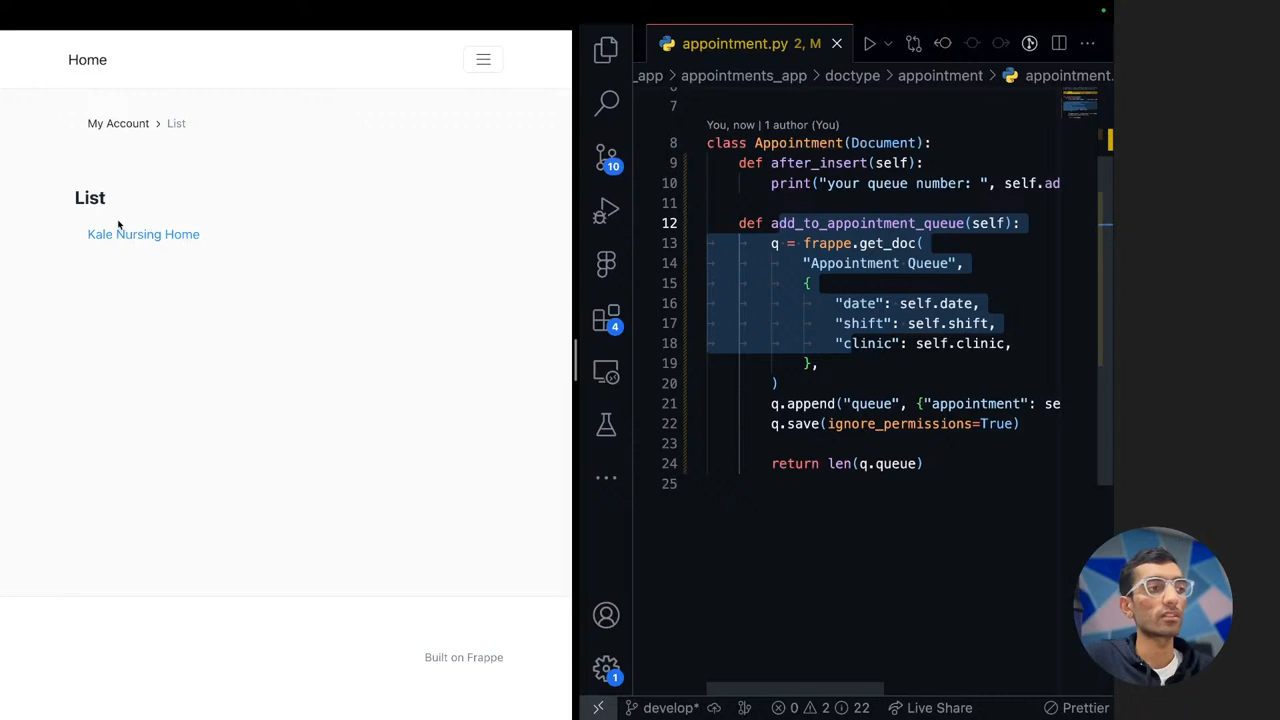 Home
My Account > List
List
Kale Nursing Home
Built on Frappe
appointment.py 2, M
_app > appointments_app > doctype > appointment > appointment.
6
7
You, now | 1 author (You)
8 class Appointment(Document):
9 def after_insert(self):
10 print("your queue number: ", self.ad
11
12 def add_to_appointment_queue(self):
13 q = frappe.get_doc(
14 "Appointment Queue",
15 {
16 "date": self.date,
17 "shift": self.shift,
18 "clinic": self.clinic,
19 },
20 )
21 q.append("queue", {"appointment": se
22 q.save(ignore_permissions=True)
23
24 return len(q.queue)
25
10
4
1
develop* 0 2 22 Live Share Prettier